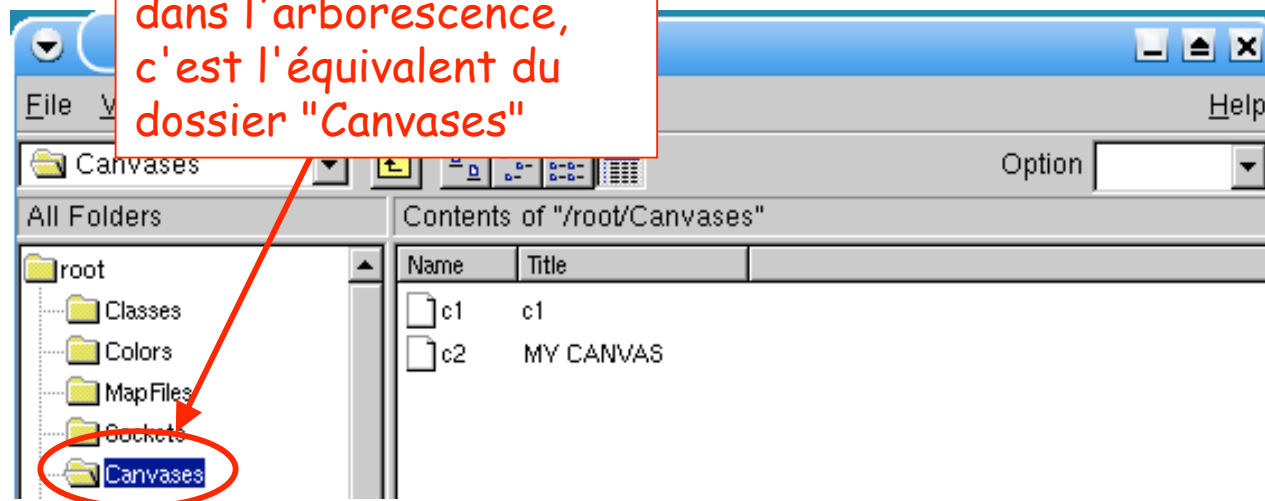 dans l'arborescence,
c'est l'équivalent du
dossier "Canvases"
File V Help
Canvases Option
All Folders Contents of "/root/Canvases"
root Name Title
Classes c1 c1
Colors c2 MY CANVAS
MapFiles
Sockets
Canvases